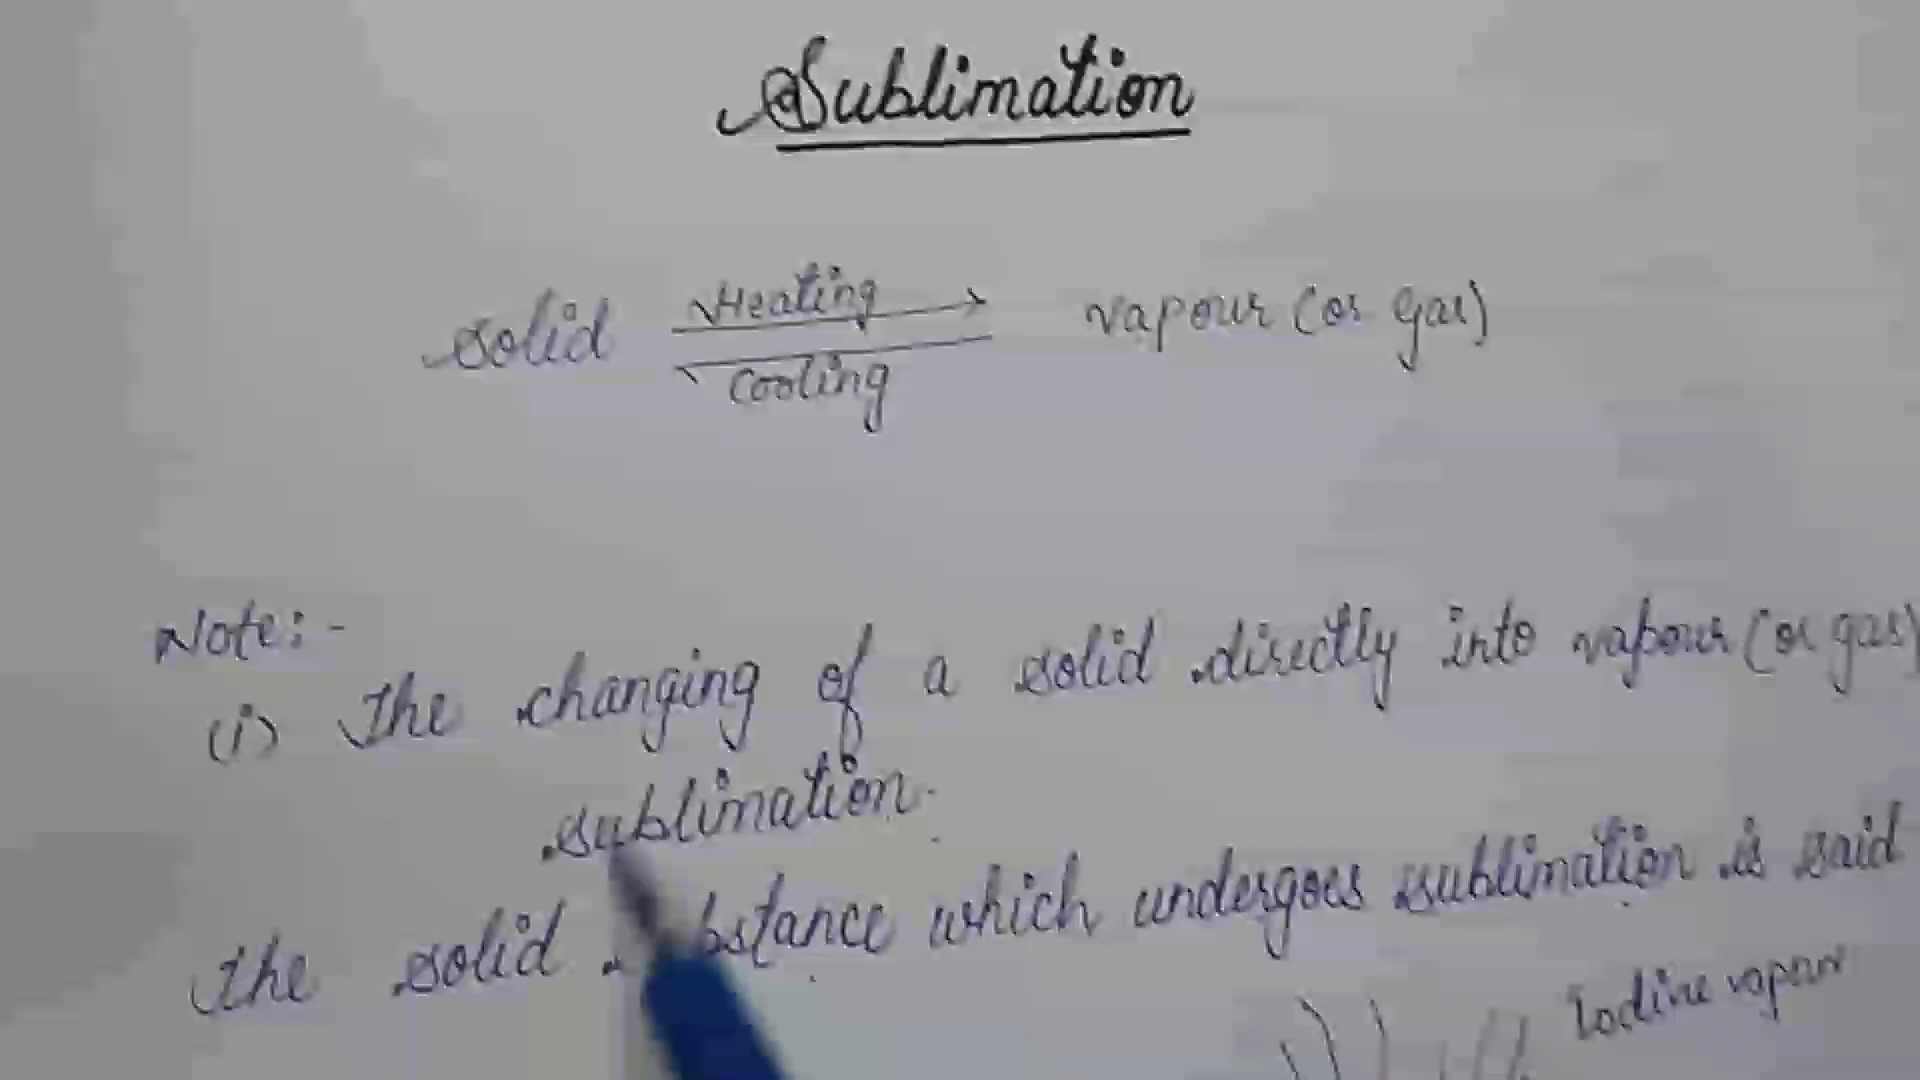 Sublimation
Heating
solid vapour (or gas)
Cooling
Note:-
(i) The changing of a solid directly into vapour (or gas)
sublimation.
The solid substance which undergoes sublimation is said
Iodine vapour